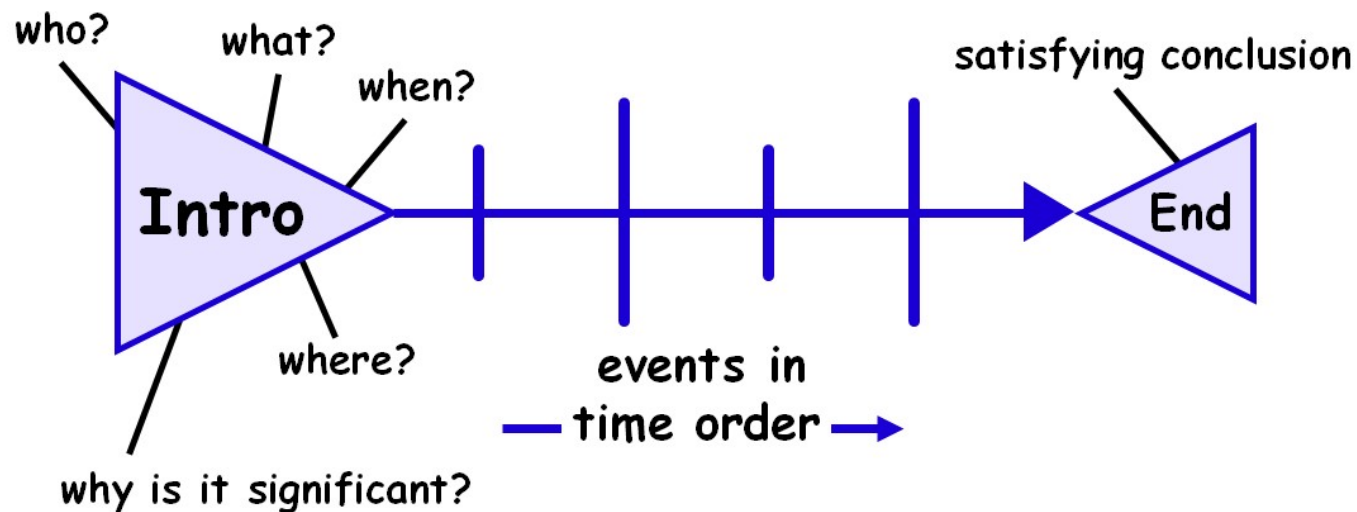 who?
what?
when?
satisfying conclusion
Intro
End
where?
events in
time order
why is it significant?